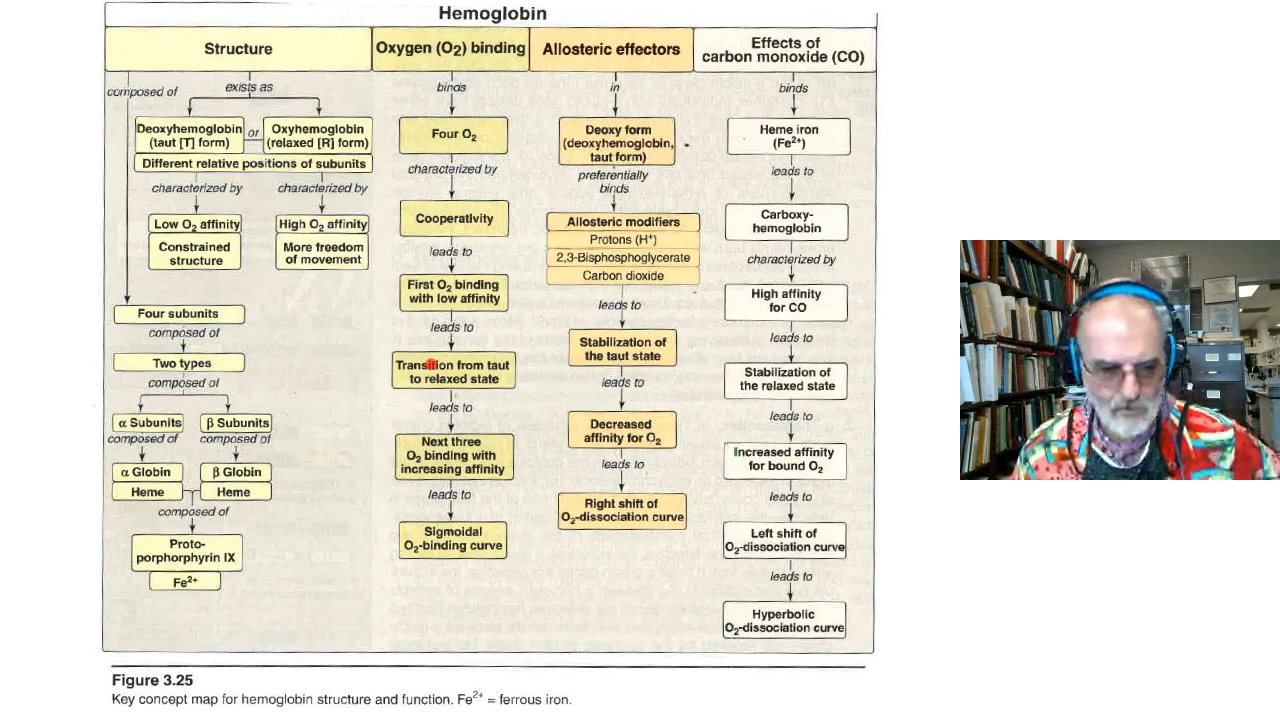 Hemoglobin
Structure
composed of
exists as
Deoxyhemoglobin
(taut [T] form)
or
Oxyhemoglobin
(relaxed [R] form)
Different relative positions of subunits
characterized by
characterized by
Low O₂ affinity
Constrained
structure
High O₂ affinity
More freedom
of movement
Four subunits
composed of
Two types
composed of
α Subunits
β Subunits
composed of
composed of
α Globin
β Globin
Heme
Heme
composed of
Proto-
porphorphyrin IX
Fe²⁺
Oxygen (O₂) binding
binds
Four O₂
characterized by
Cooperativity
leads to
First O₂ binding
with low affinity
leads to
Transition from taut
to relaxed state
leads to
Next three
O₂ binding with
increasing affinity
leads to
Sigmoidal
O₂-binding curve
Allosteric effectors
in
Deoxy form
(deoxyhemoglobin,
taut form)
preferentially
binds
Allosteric modifiers
Protons (H⁺)
2,3-Bisphosphoglycerate
Carbon dioxide
leads to
Stabilization of
the taut state
leads to
Decreased
affinity for O₂
leads to
Right shift of
O₂-dissociation curve
Effects of
carbon monoxide (CO)
binds
Heme iron
(Fe²⁺)
leads to
Carboxy-
hemoglobin
characterized by
High affinity
for CO
leads to
Stabilization of
the relaxed state
leads to
Increased affinity
for bound O₂
leads to
Left shift of
O₂-dissociation curve
leads to
Hyperbolic
O₂-dissociation curve
Figure 3.25
Key concept map for hemoglobin structure and function. Fe²⁺ = ferrous iron.